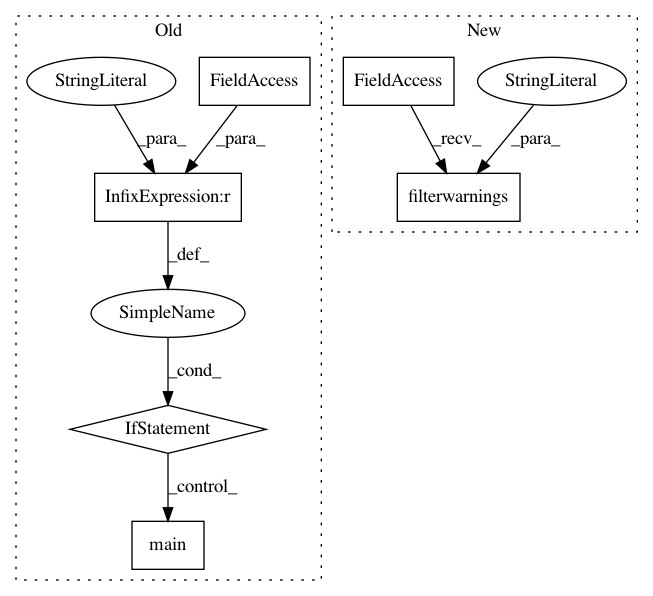 Old
New
StringLiteral
FieldAccess
FieldAccess
StringLiteral
_para_
_para_
_recv_
_para_
InfixExpression:r
filterwarnings
_def_
SimpleName
_cond_
IfStatement
_control_
main